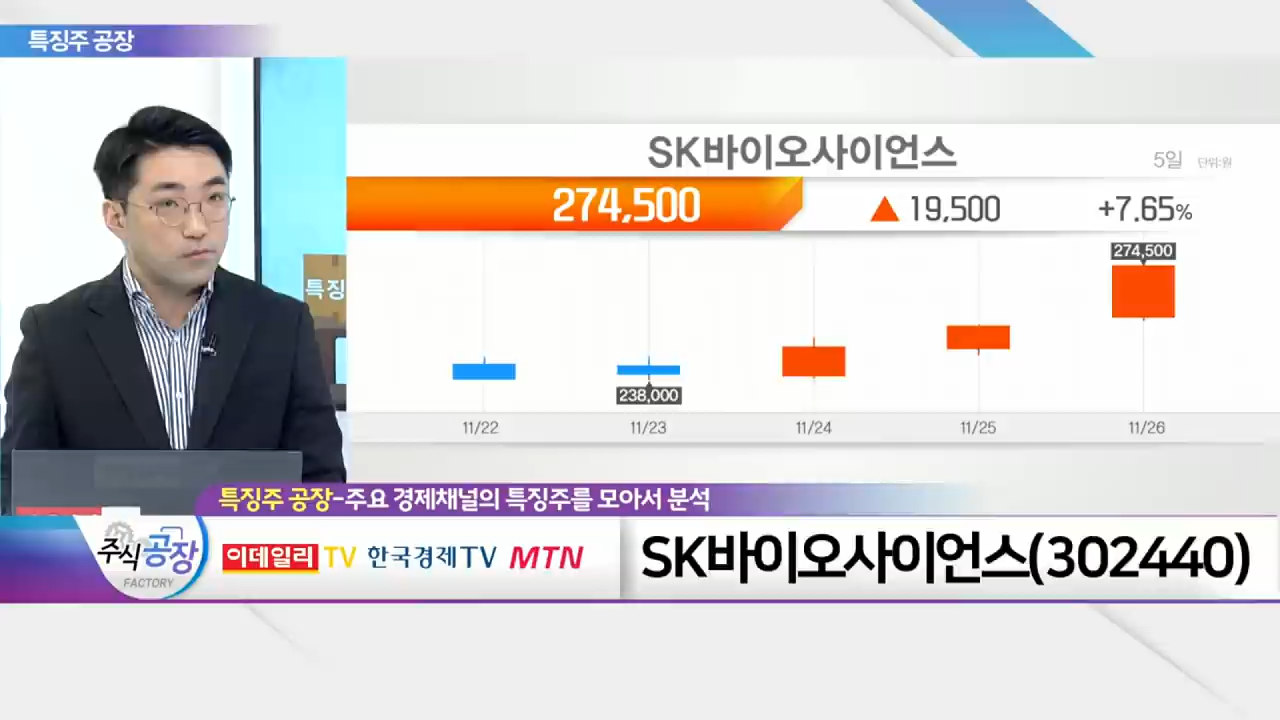 특징주 공장
SK바이오사이언스
5일 단위:원
274,500 ▲ 19,500 +7.65%
274,500
238,000
11/22 11/23 11/24 11/25 11/26
특징
특징주 공장-주요 경제채널의 특징주를 모아서 분석
주식공장
FACTORY
이데일리TV 한국경제TV MTN
SK바이오사이언스(302440)